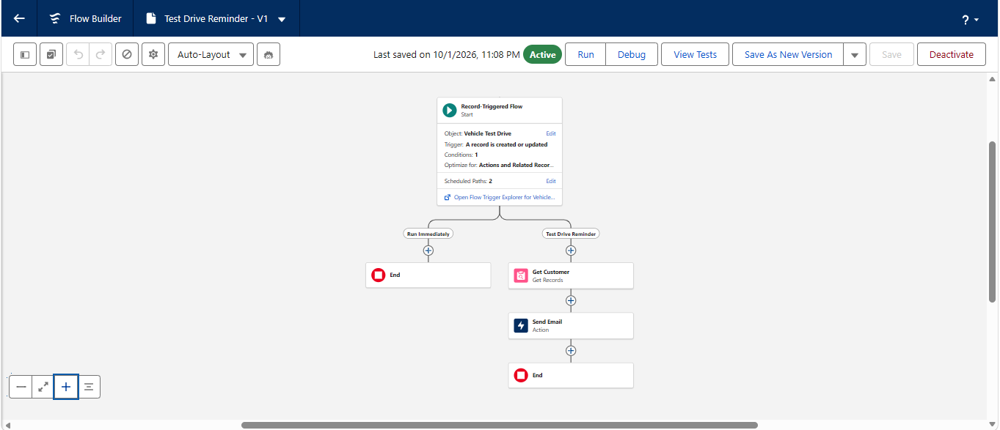 Flow Builder
Test Drive Reminder - V1
?
Auto-Layout
Last saved on 10/1/2026, 11:08 PM
Active
Run
Debug
View Tests
Save As New Version
Save
Deactivate
Record-Triggered Flow
Start
Object: Vehicle Test Drive
Edit
Trigger: A record is created or updated
Conditions: 1
Optimize for: Actions and Related Recor...
Scheduled Paths: 2
Edit
Open Flow Trigger Explorer for Vehicle...
Run Immediately
Test Drive Reminder
End
Get Customer
Get Records
Send Email
Action
End